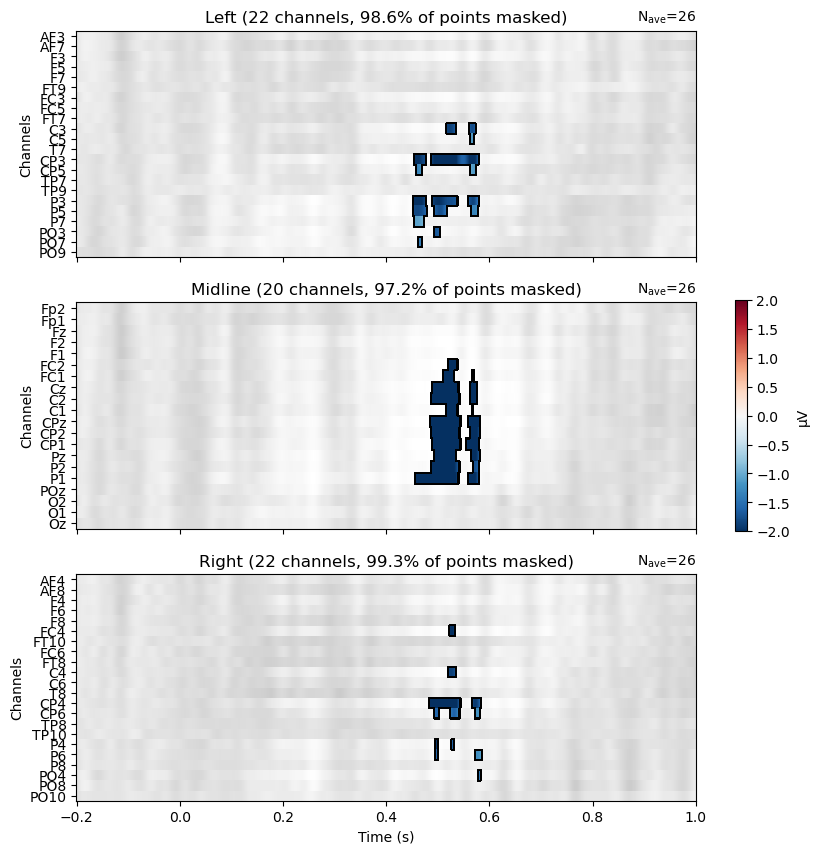 Left (22 channels, 98.6% of points masked)
Nave=26
AF3
AF7
F3
F5
F7
FT9
FC3
FC5
FT7
C3
C5
T7
CP3
CP5
TP7
TP9
P3
P5
P7
PO3
PO7
PO9
Channels
Midline (20 channels, 97.2% of points masked)
Nave=26
Fp2
Fp1
Fz
F2
F1
FC2
FC1
Cz
C2
C1
CPz
CP2
CP1
Pz
P2
P1
POz
O2
O1
Oz
Channels
2.0
1.5
1.0
0.5
0.0
−0.5
−1.0
−1.5
−2.0
µV
Right (22 channels, 99.3% of points masked)
Nave=26
AF4
AF8
F4
F6
F8
FC4
FT10
FC6
FT8
C4
C6
T8
CP4
CP6
TP8
TP10
P4
P6
P8
PO4
PO8
PO10
Channels
−0.2 0.0 0.2 0.4 0.6 0.8 1.0
Time (s)